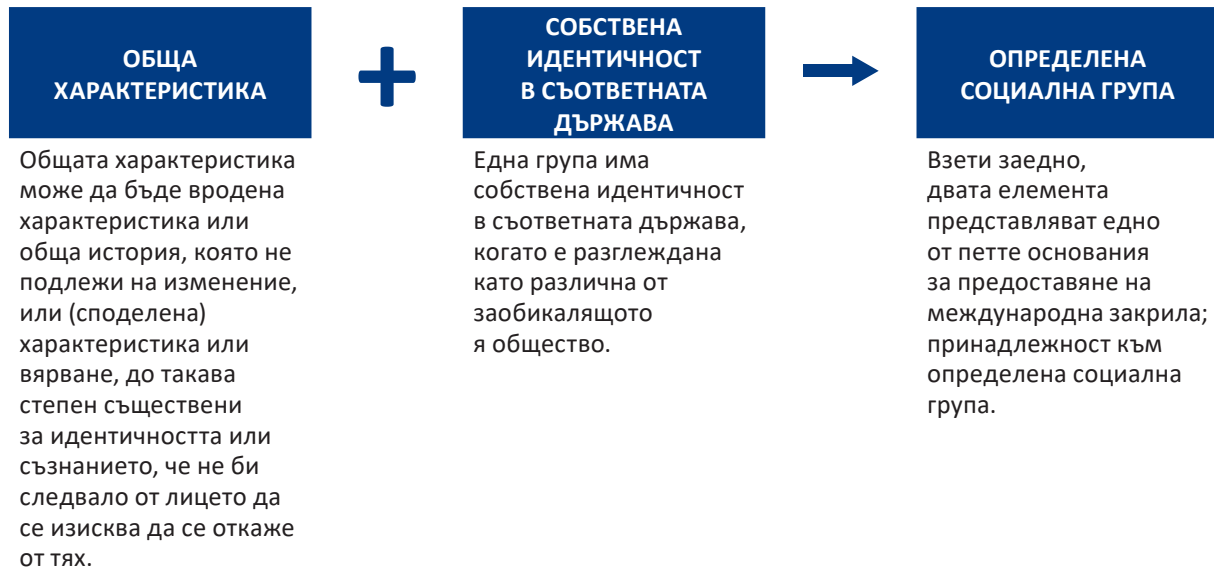 ОБЩА
ХАРАКТЕРИСТИКА
Общата характеристика
може да бъде вродена
характеристика или
обща история, която не
подлежи на изменение,
или (споделена)
характеристика или
вярване, до такава
степен съществени
за идентичността или
съзнанието, че не би
следвало от лицето да
се изисква да се откаже
от тях.
+
СОБСТВЕНА
ИДЕНТИЧНОСТ
В СЪОТВЕТНАТА
ДЪРЖАВА
Една група има
собствена идентичност
в съответната държава,
когато е разглеждана
като различна от
заобикалящото
я общество.
ОПРЕДЕЛЕНА
СОЦИАЛНА ГРУПА
Взети заедно,
двата елемента
представляват едно
от петте основания
за предоставяне на
международна закрила;
принадлежност към
определена социална
група.